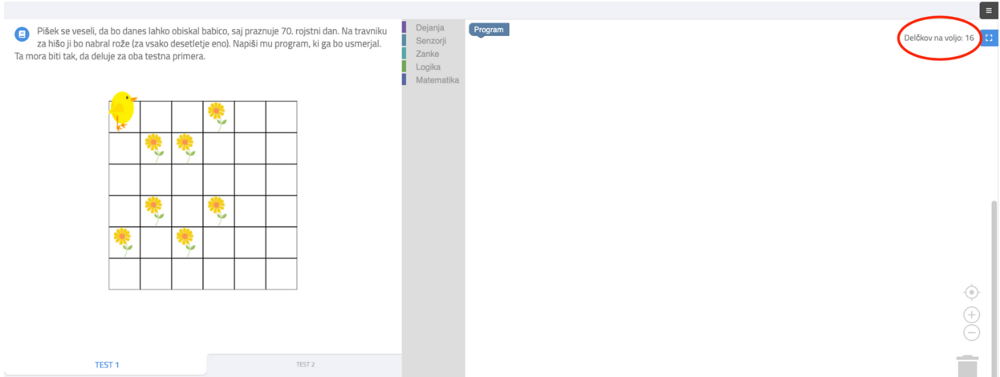 Pišek se veseli, da bo danes lahko obiskal babico, saj praznuje 70. rojstni dan. Na travniku
za hišo ji bo nabral rože (za vsako desetletje eno). Napiši mu program, ki ga bo usmerjal.
Ta mora biti tak, da deluje za oba testna primera.
Dejanja
Senzorji
Zanke
Logika
Matematika
Program
Delčkov na voljo: 16
TEST 1
TEST 2